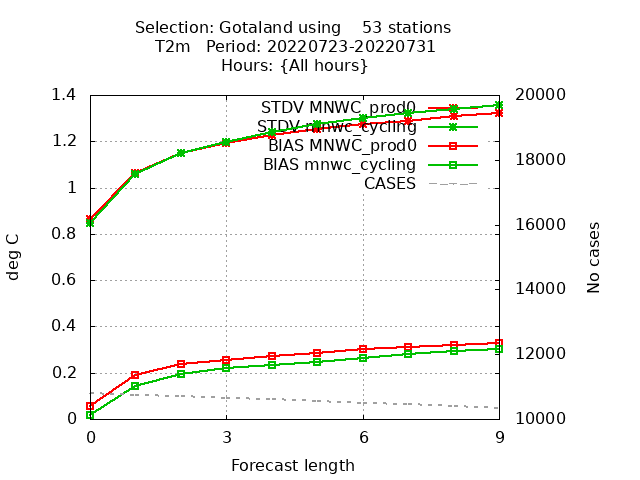 Selection: Gotaland using    53 stations
T2m   Period: 20220723-20220731
Hours: {All hours}
STDV MNWC_prod0
STDV mnwc_cycling
BIAS MNWC_prod0
BIAS mnwc_cycling
CASES
1.4
1.2
1
0.8
0.6
0.4
0.2
0
deg C
20000
18000
16000
14000
12000
10000
No cases
0 3 6 9
Forecast length